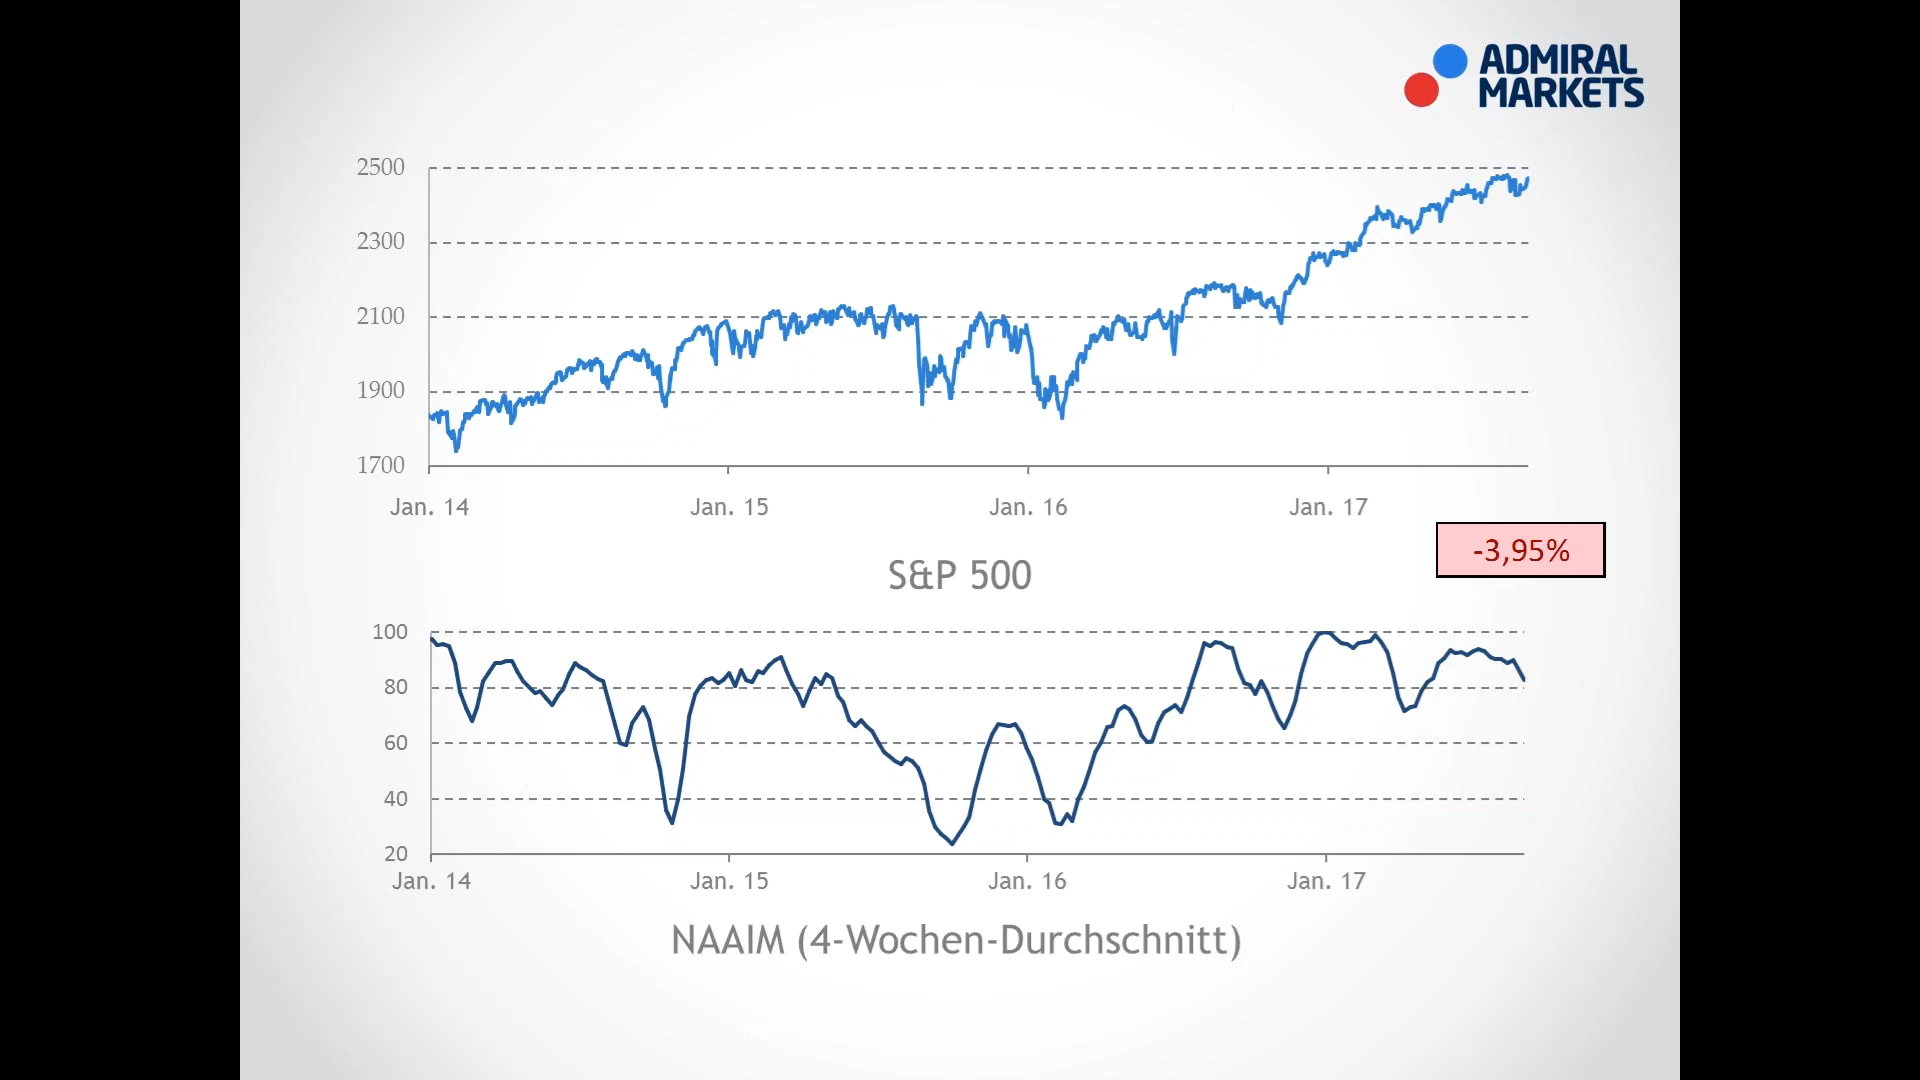 ADMIRAL
MARKETS
2500
2300
2100
1900
1700
Jan. 14 Jan. 15 Jan. 16 Jan. 17
-3,95%
S&P 500
100
80
60
40
20
Jan. 14 Jan. 15 Jan. 16 Jan. 17
NAAIM (4-Wochen-Durchschnitt)